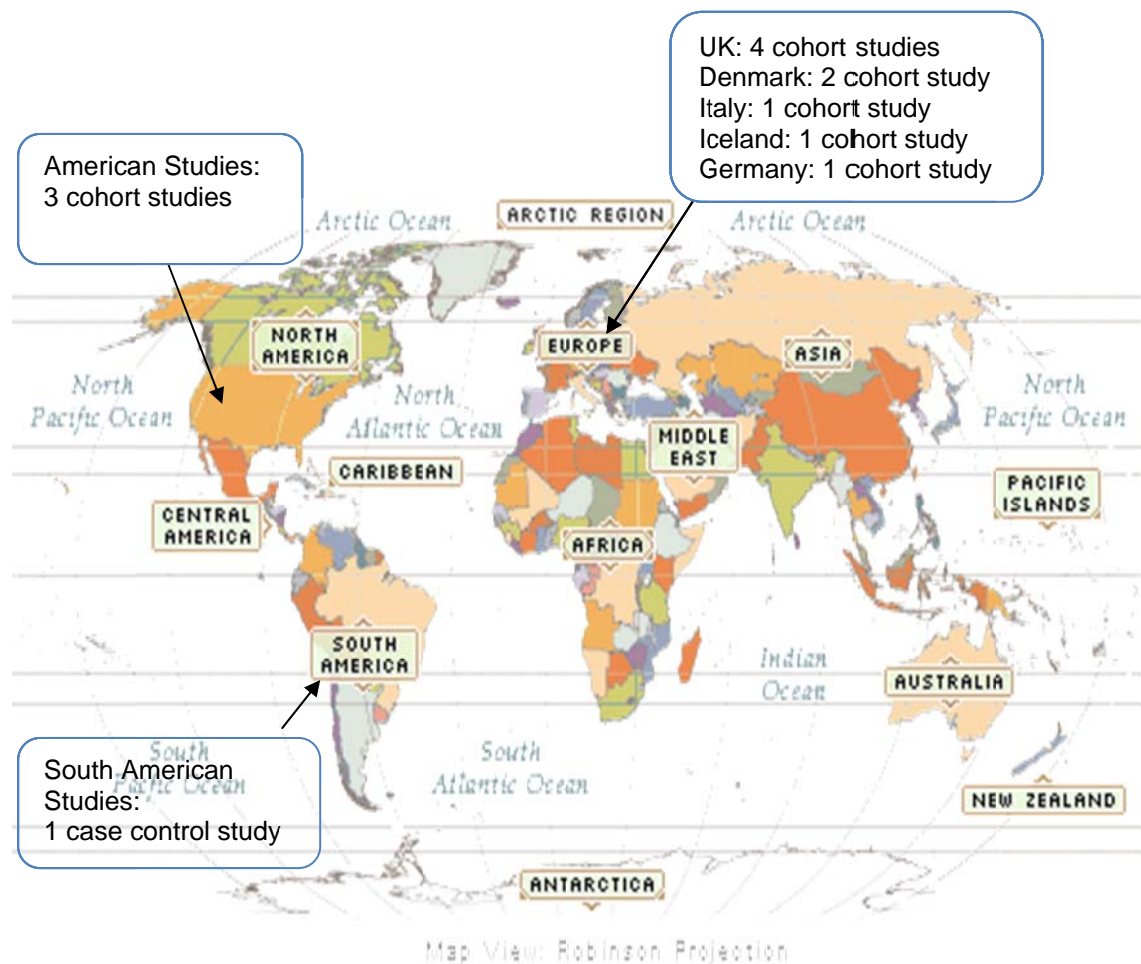 UK: 4 cohort studies
Denmark: 2 cohort study
Italy: 1 cohort study
Iceland: 1 cohort study
Germany: 1 cohort study
American Studies:
3 cohort studies
Arctic Ocean
ARCTIC REGION
Arctic Ocean
NORTH
AMERICA
EUROPE
ASIA
North
Pacific Ocean
North
Atlantic Ocean
North
Pacific Ocean
MIDDLE
EAST
CARIBBEAN
PACIFIC
ISLANDS
CENTRAL
AMERICA
AFRICA
SOUTH
AMERICA
Indian
Ocean
AUSTRALIA
South
Pacific Ocean
South
Atlantic Ocean
South American
Studies:
1 case control study
NEW ZEALAND
ANTARCTICA
Map View: Robinson Projection